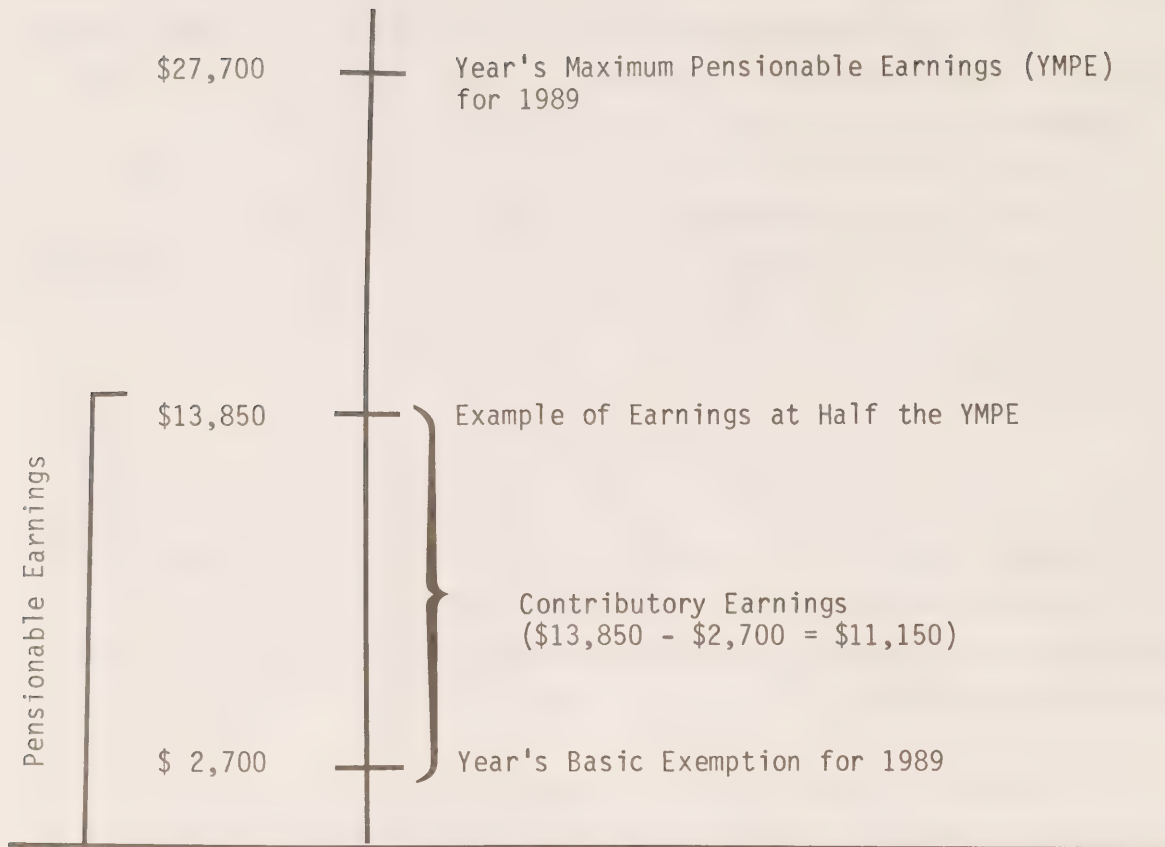 $27,700 Year's Maximum Pensionable Earnings (YMPE)
for 1989
$13,850 Example of Earnings at Half the YMPE
Pensionable Earnings
Contributory Earnings
($13,850 - $2,700 = $11,150)
$ 2,700 Year's Basic Exemption for 1989